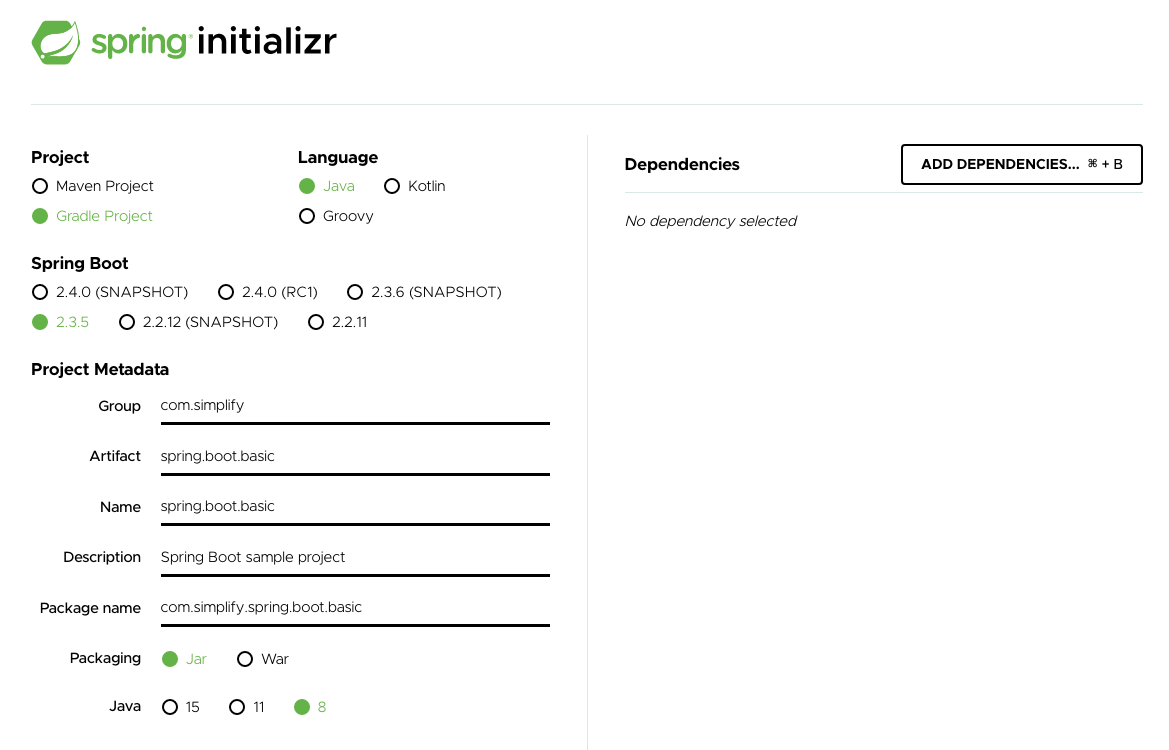 spring initializr
Project
Maven Project
Gradle Project
Language
Java Kotlin
Groovy
Spring Boot
2.4.0 (SNAPSHOT) 2.4.0 (RC1) 2.3.6 (SNAPSHOT)
2.3.5 2.2.12 (SNAPSHOT) 2.2.11
Project Metadata
Group com.simplify
Artifact spring.boot.basic
Name spring.boot.basic
Description Spring Boot sample project
Package name com.simplify.spring.boot.basic
Packaging Jar War
Java 15 11 8
Dependencies
ADD DEPENDENCIES... ⌘ + B
No dependency selected